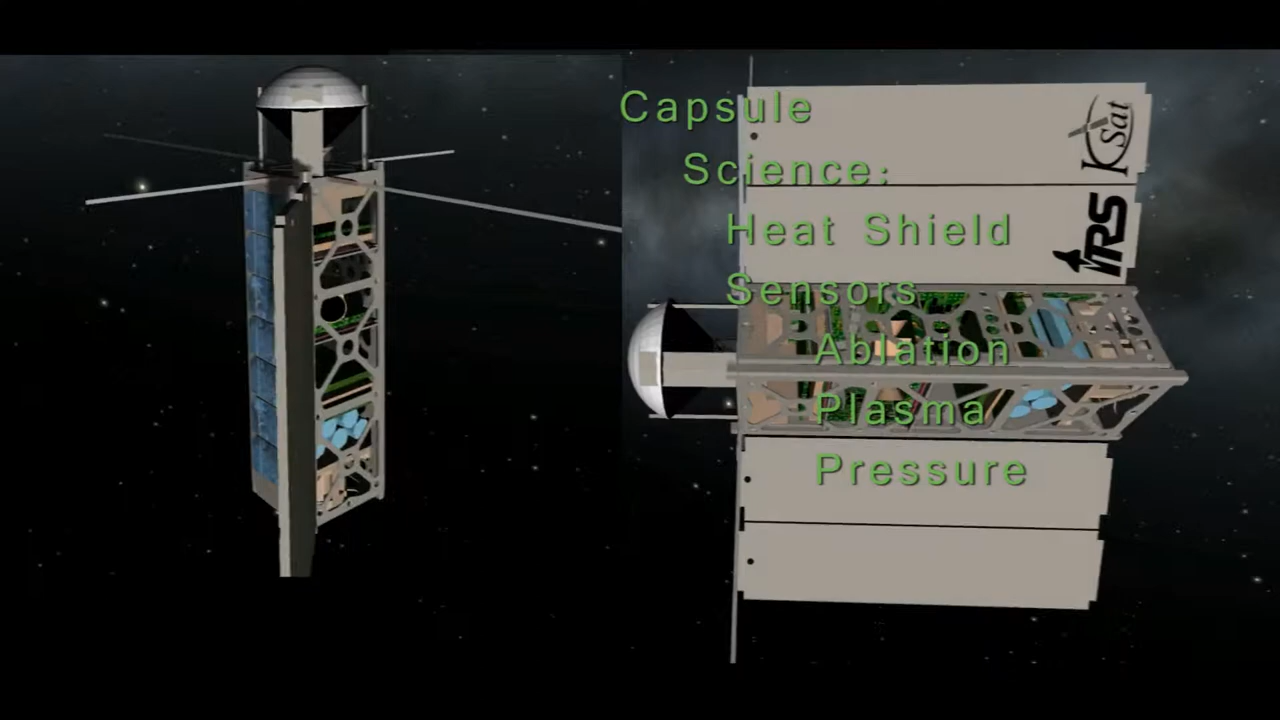 Capsule
Science:
Heat Shield
Sensors
Ablation
Plasma
Pressure
KSat
IRS